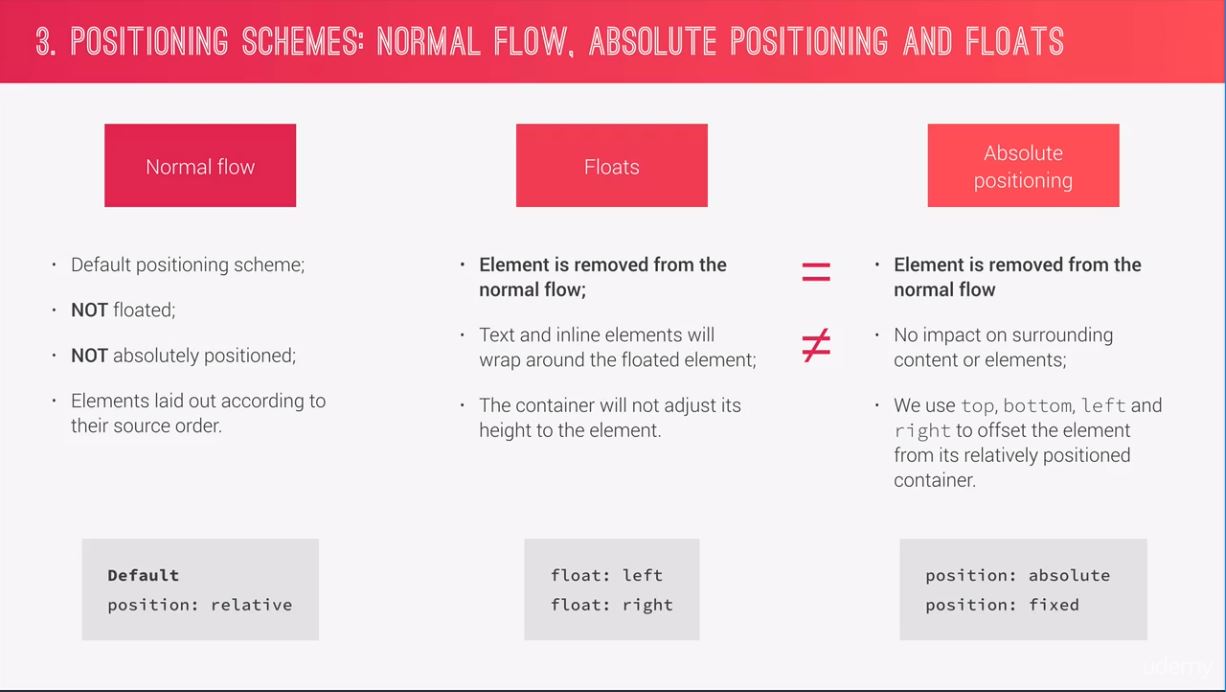 3. POSITIONING SCHEMES: NORMAL FLOW, ABSOLUTE POSITIONING AND FLOATS
Normal flow
• Default positioning scheme;
• NOT floated;
• NOT absolutely positioned;
• Elements laid out according to
their source order.
Default
position: relative
Floats
• Element is removed from the
normal flow;
• Text and inline elements will
wrap around the floated element;
• The container will not adjust its
height to the element.
float: left
float: right
=
≠
Absolute
positioning
• Element is removed from the
normal flow
• No impact on surrounding
content or elements;
• We use top, bottom, left and
right to offset the element
from its relatively positioned
container.
position: absolute
position: fixed
udemy